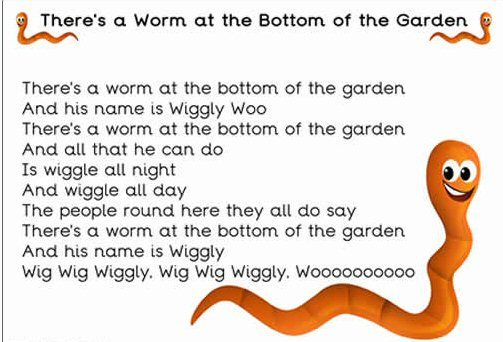 There's a Worm at the Bottom of the Garden
There's a worm at the bottom of the garden
And his name is Wiggly Woo
There's a worm at the bottom of the garden
And all that he can do
Is wiggle all night
And wiggle all day
The people round here they all do say
There's a worm at the bottom of the garden
And his name is Wiggly
Wig Wig Wiggly, Wig Wig Wiggly, Woooooooooo